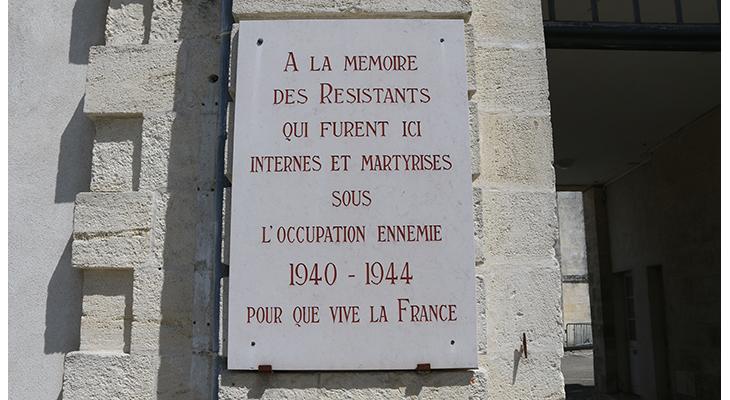 A LA MEMOIRE
DES RESISTANTS
QUI FURENT ICI
INTERNES ET MARTYRISES
SOUS
L'OCCUPATION ENNEMIE
1940 - 1944
POUR QUE VIVE LA FRANCE